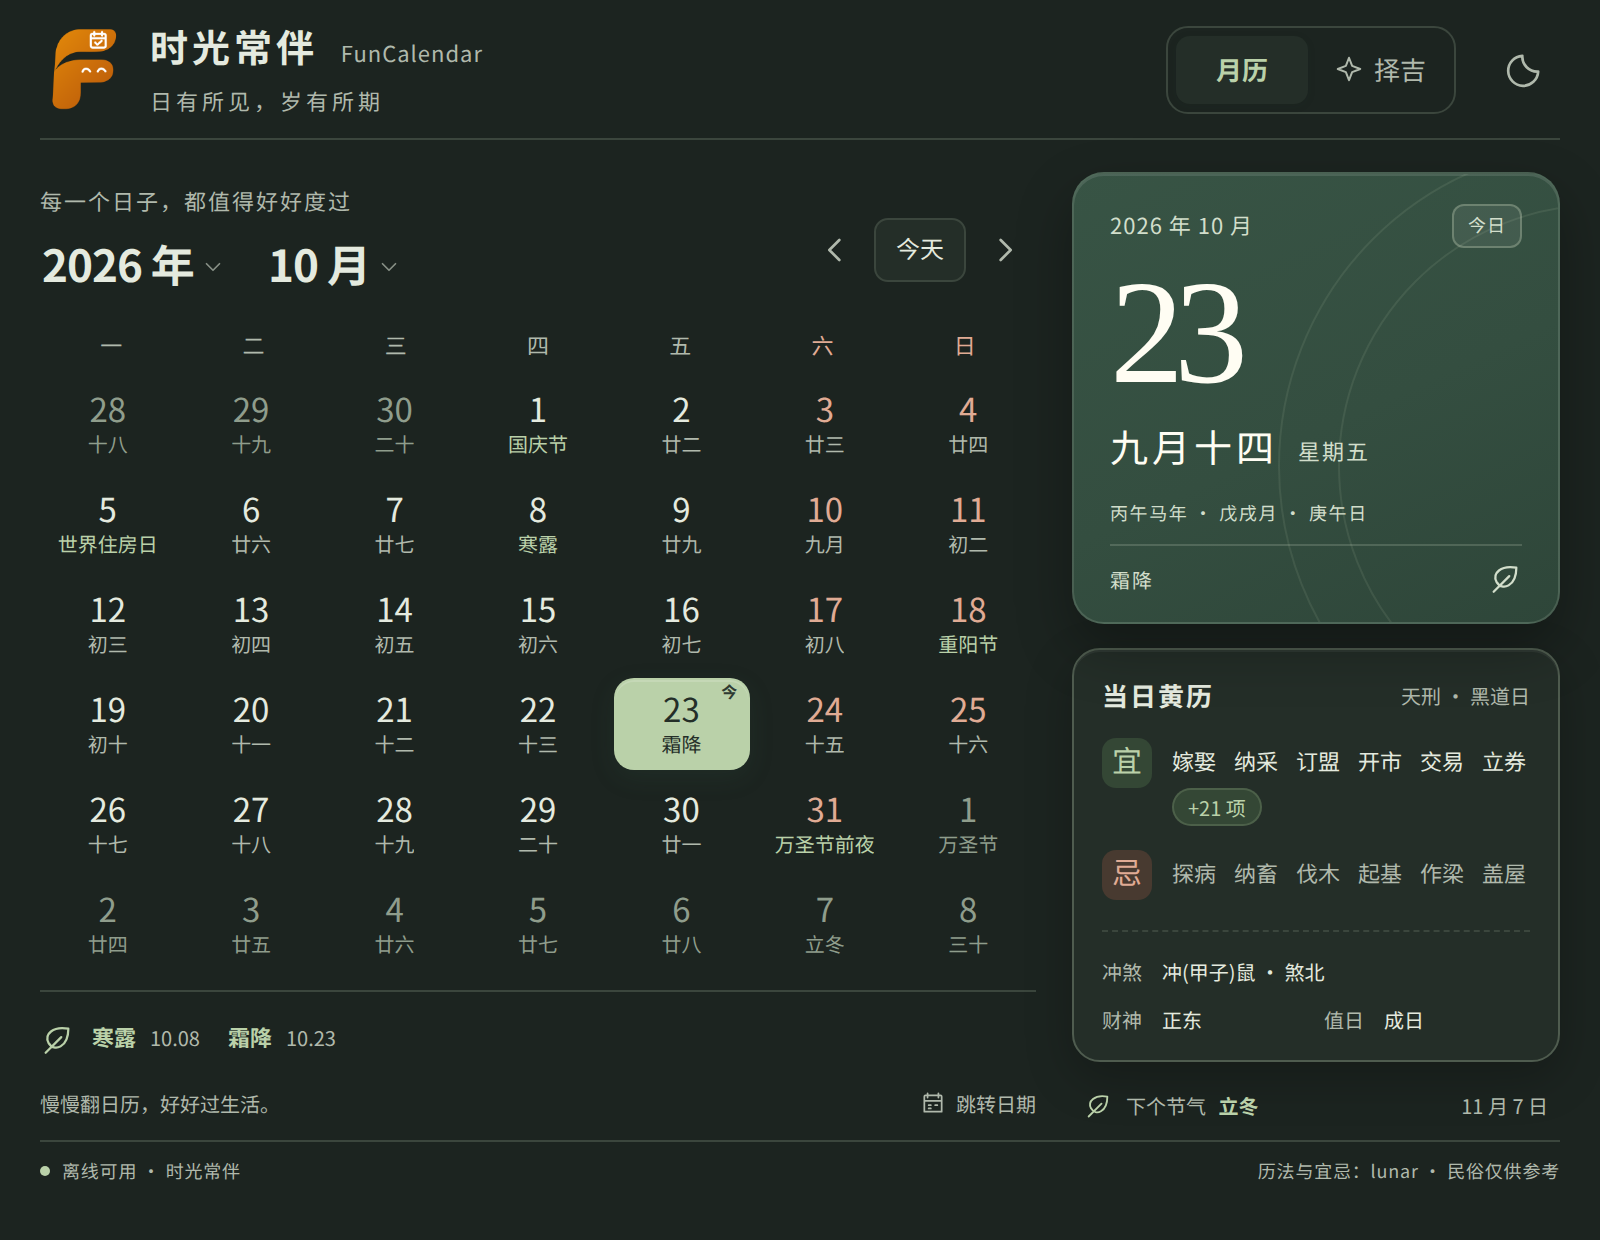 时光常伴 FunCalendar
日有所见，岁有所期
月历 择吉
每一个日子，都值得好好度过
2026 年 10 月
今天
一 二 三 四 五 六 日
28 29 30 1 2 3 4
十八 十九 二十 国庆节 廿二 廿三 廿四
5 6 7 8 9 10 11
世界住房日 廿六 廿七 寒露 廿九 九月 初二
12 13 14 15 16 17 18
初三 初四 初五 初六 初七 初八 重阳节
19 20 21 22 23 今 24 25
初十 十一 十二 十三 霜降 十五 十六
26 27 28 29 30 31 1
十七 十八 十九 二十 廿一 万圣节前夜 万圣节
2 3 4 5 6 7 8
廿四 廿五 廿六 廿七 廿八 立冬 三十
寒露 10.08 霜降 10.23
慢慢翻日历，好好过生活。
跳转日期
2026 年 10 月
今日
23
九月十四 星期五
丙午马年 · 戊戌月 · 庚午日
霜降
当日黄历 天刑 · 黑道日
宜 嫁娶 纳采 订盟 开市 交易 立券
+21 项
忌 探病 纳畜 伐木 起基 作梁 盖屋
冲煞 冲(甲子)鼠 · 煞北
财神 正东 值日 成日
下个节气 立冬 11 月 7 日
离线可用 · 时光常伴
历法与宜忌：lunar · 民俗仅供参考